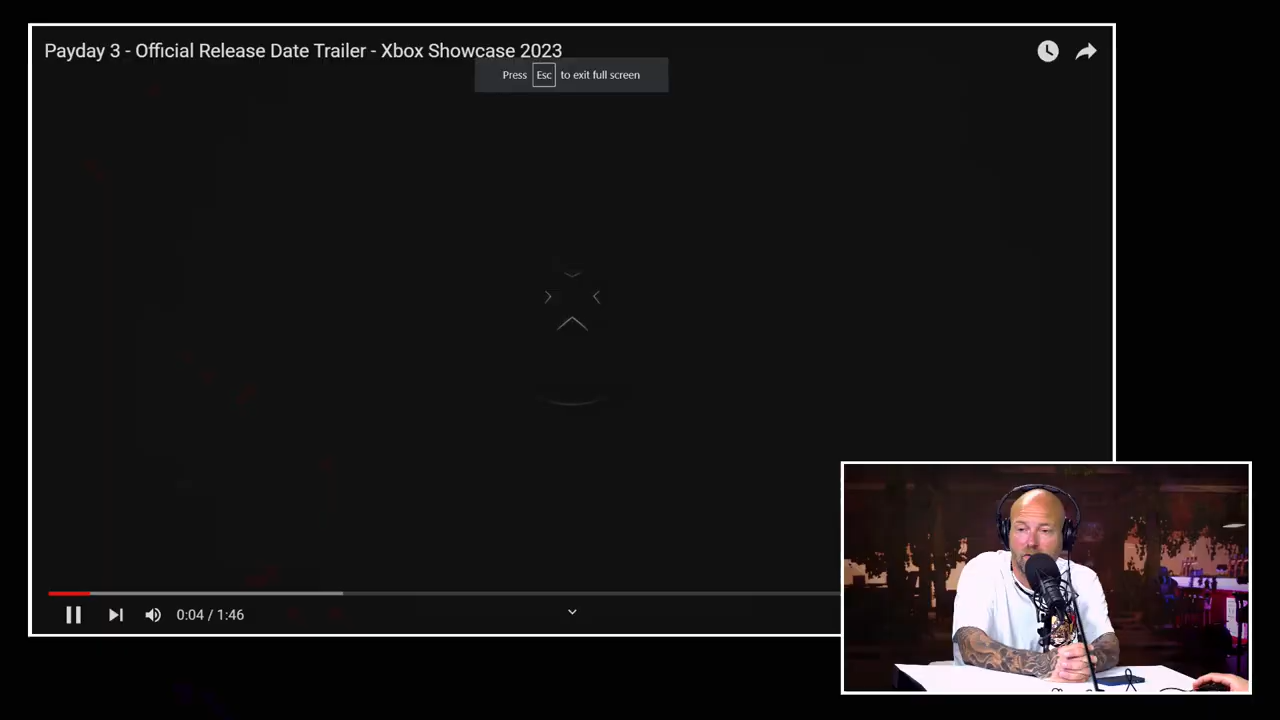 Payday 3 - Official Release Date Trailer - Xbox Showcase 2023
Press Esc to exit full screen
0:04 / 1:46